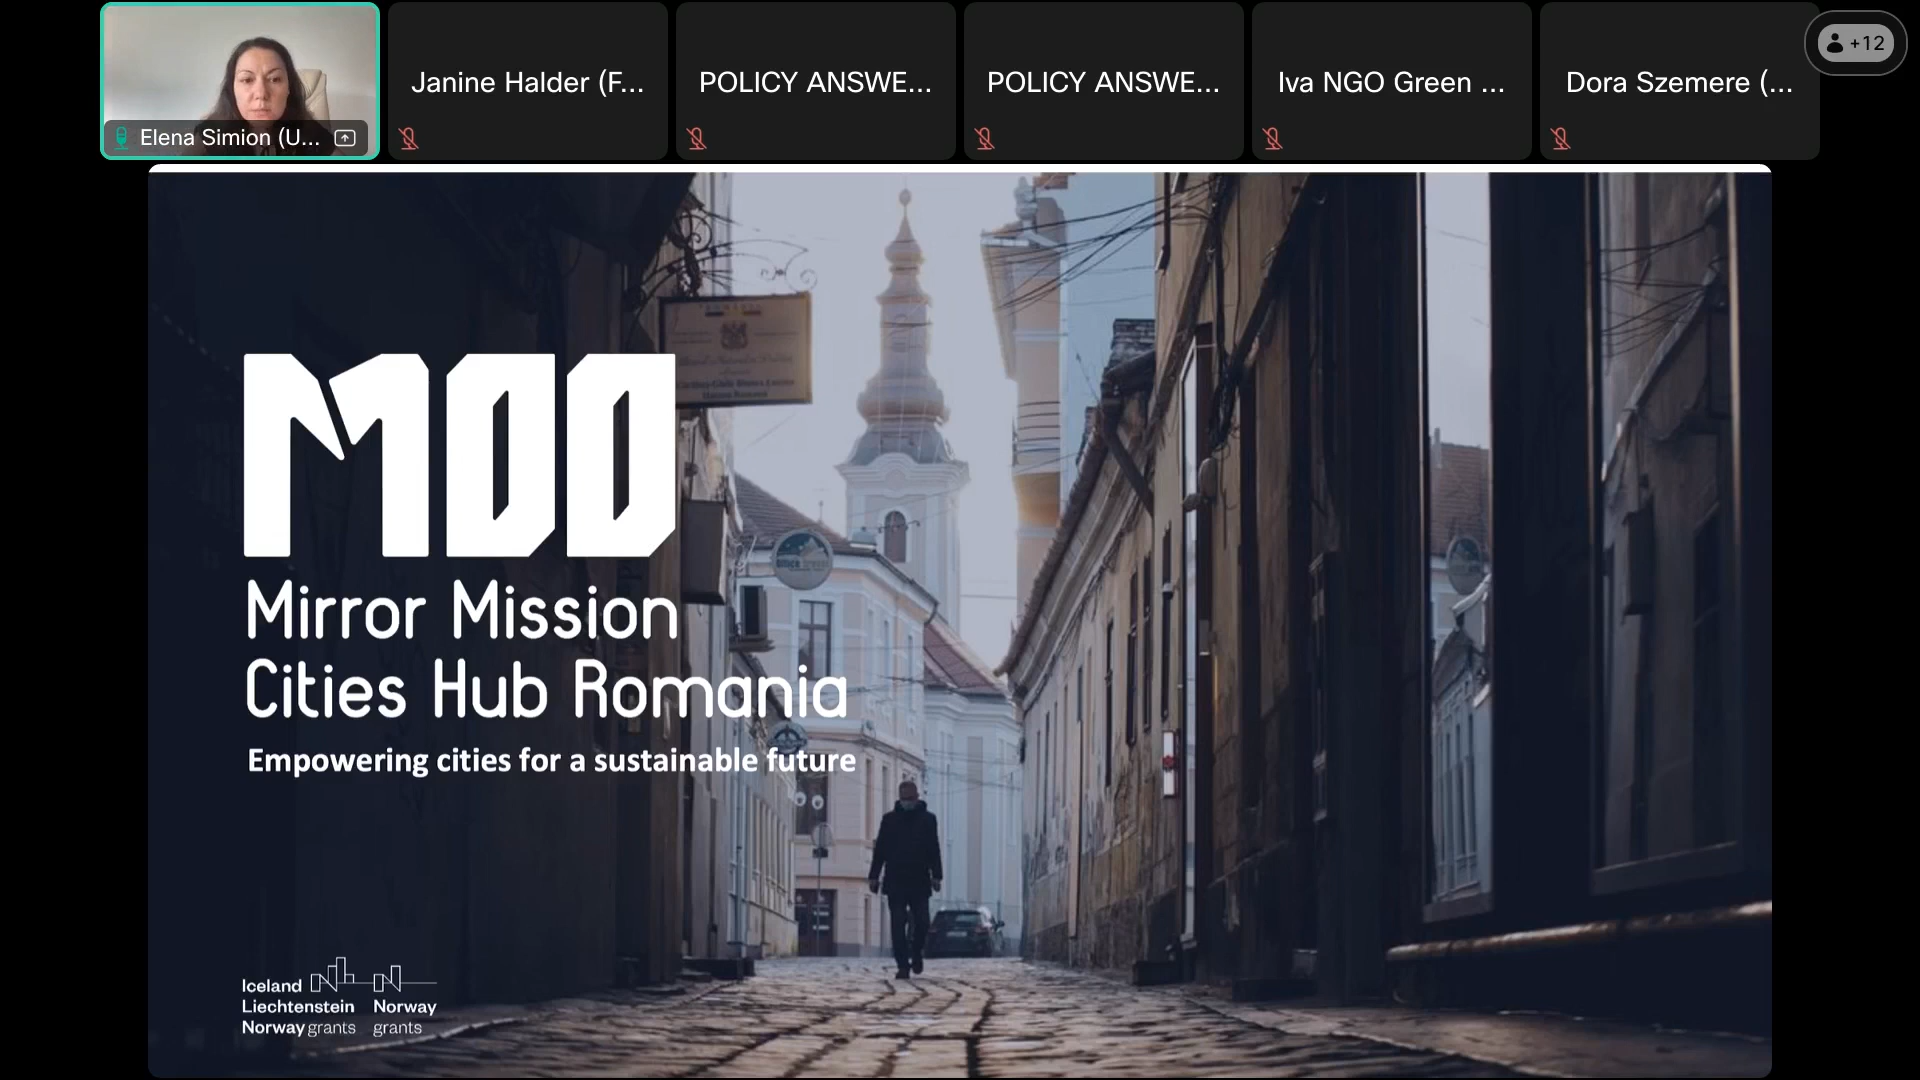 Elena Simion (U...
Janine Halder (F...
POLICY ANSWE...
POLICY ANSWE...
Iva NGO Green ...
Dora Szemere (...
+12
M100
Mirror Mission
Cities Hub Romania
Empowering cities for a sustainable future
Iceland
Liechtenstein
Norway grants
Norway
grants